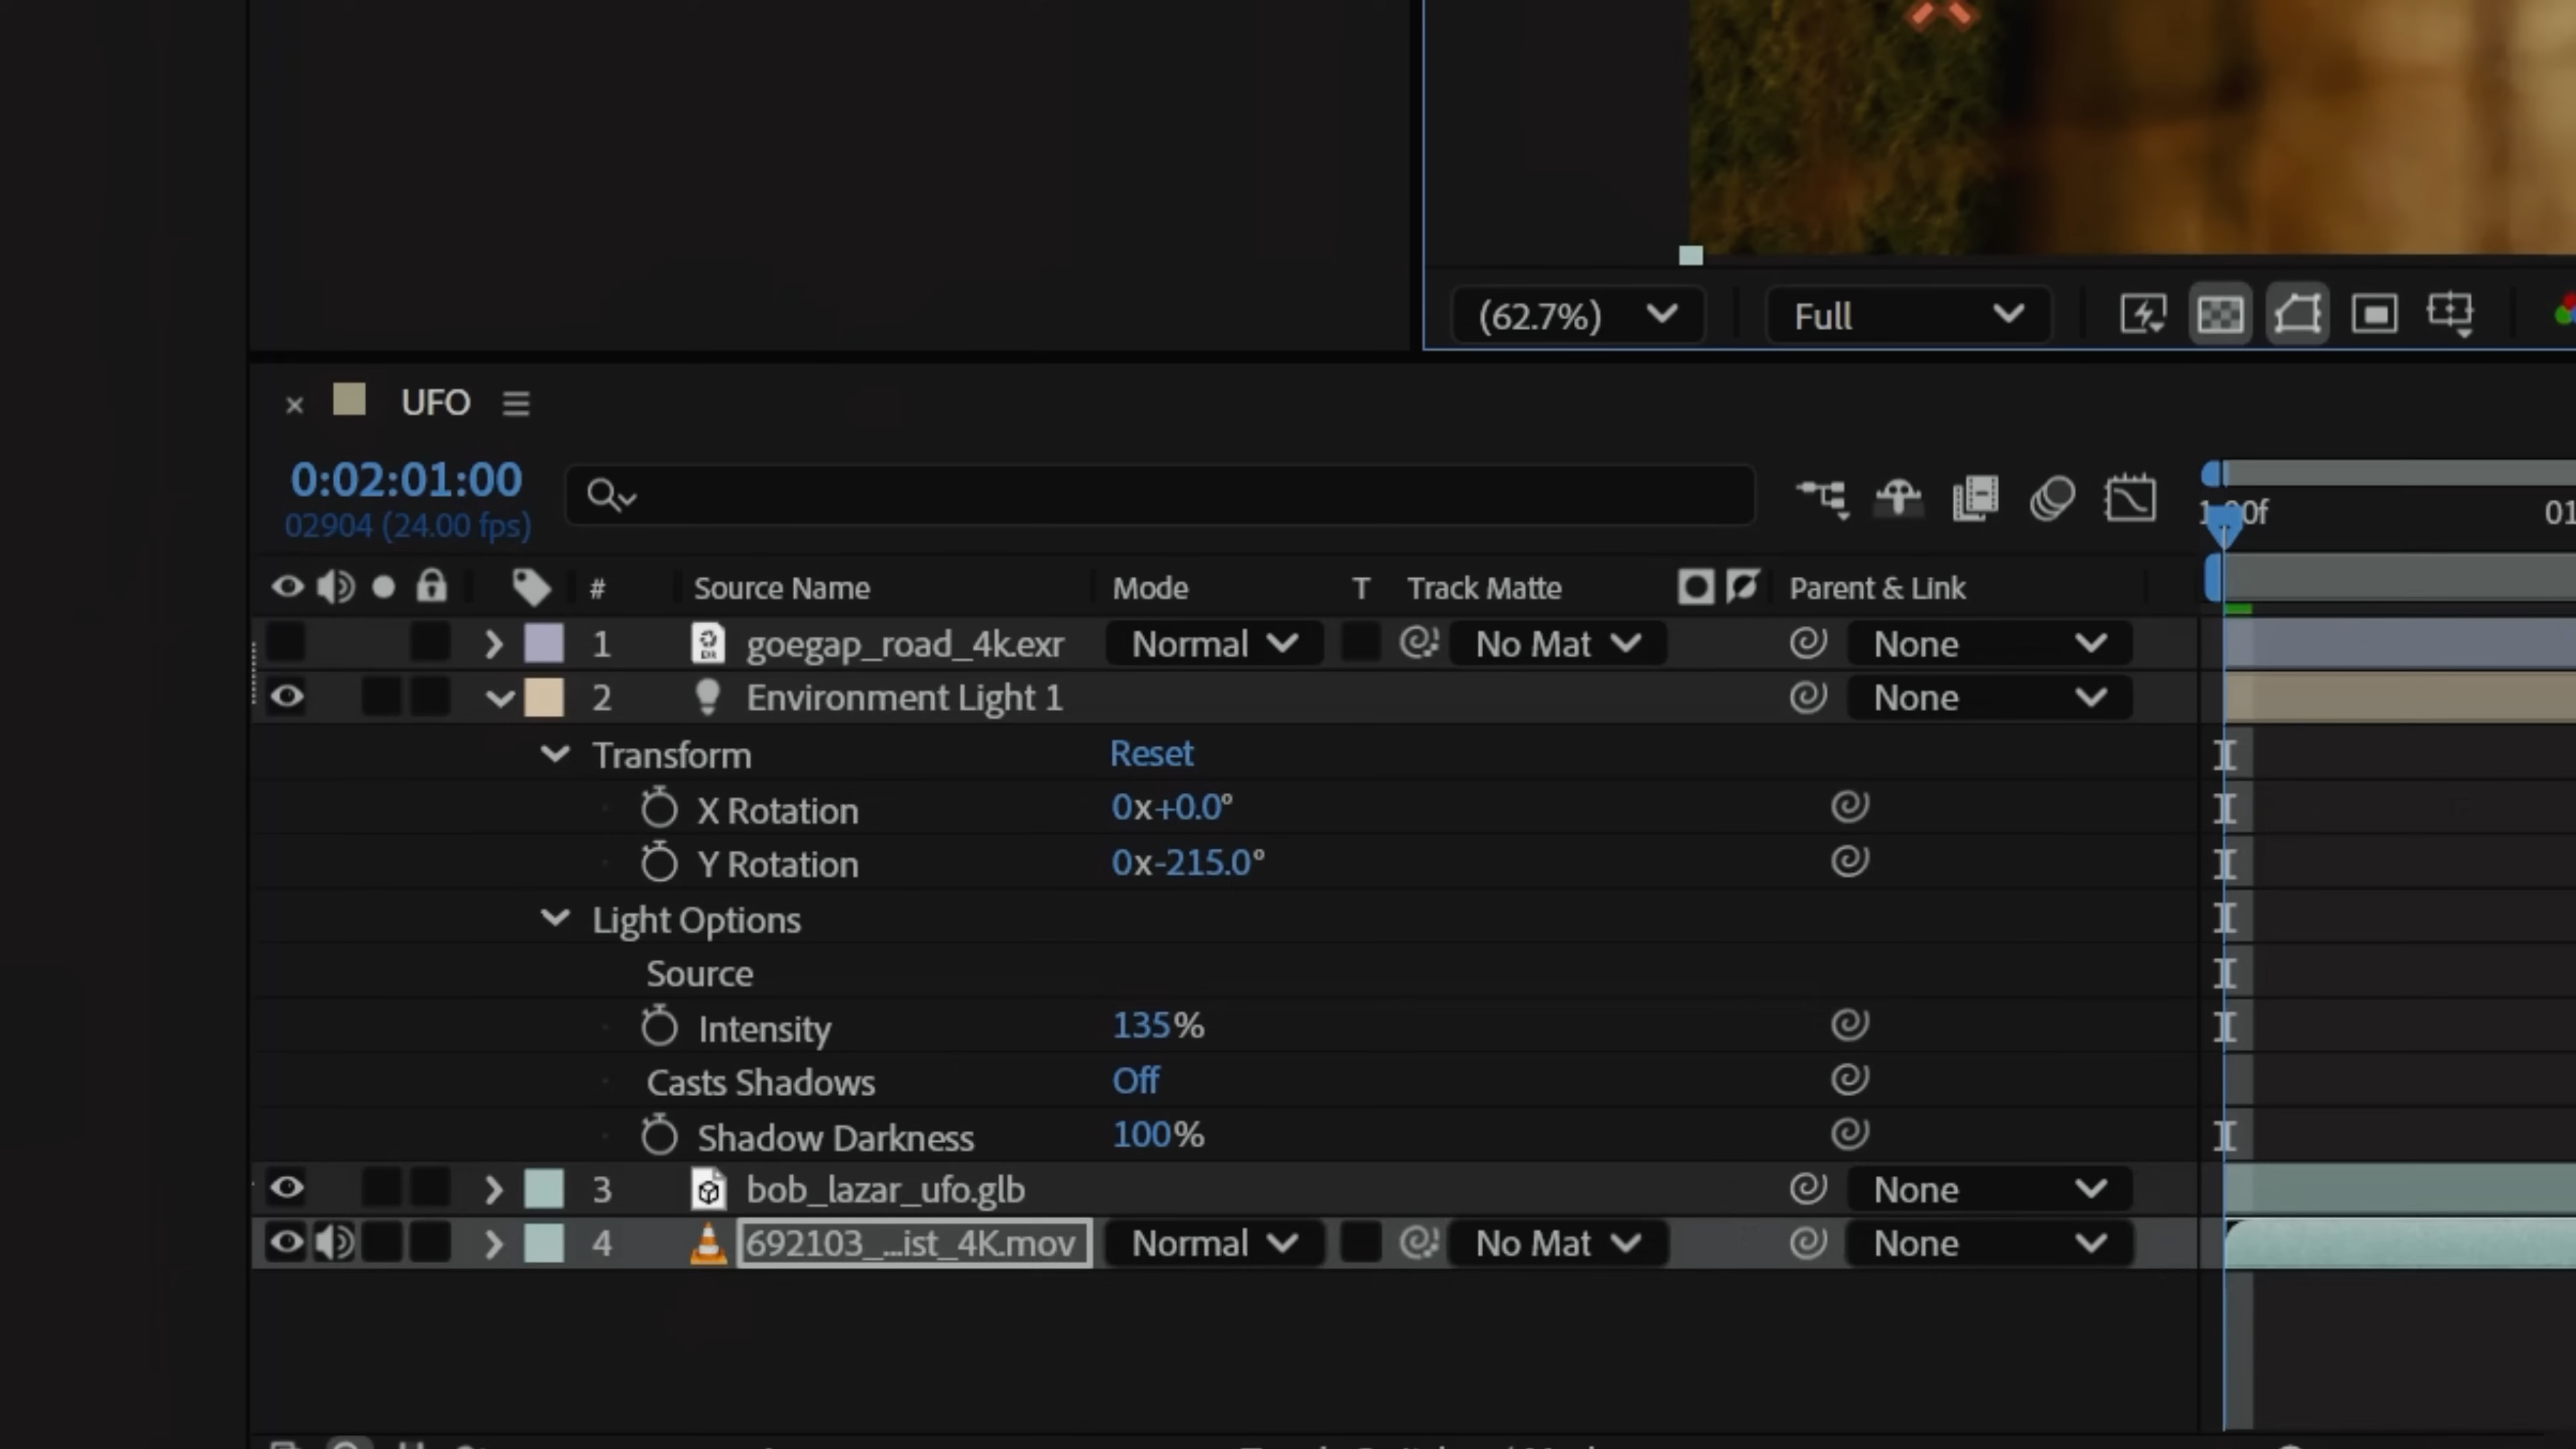 (62.7%) Full
UFO
0:02:01:00
02904 (24.00 fps)
1:00f 01
# Source Name Mode T Track Matte Parent & Link
1 goegap_road_4k.exr Normal No Mat None
2 Environment Light 1 None
Transform Reset
X Rotation 0x+0.0°
Y Rotation 0x-215.0°
Light Options
Source
Intensity 135%
Casts Shadows Off
Shadow Darkness 100%
3 bob_lazar_ufo.glb None
4 692103_...ist_4K.mov Normal No Mat None